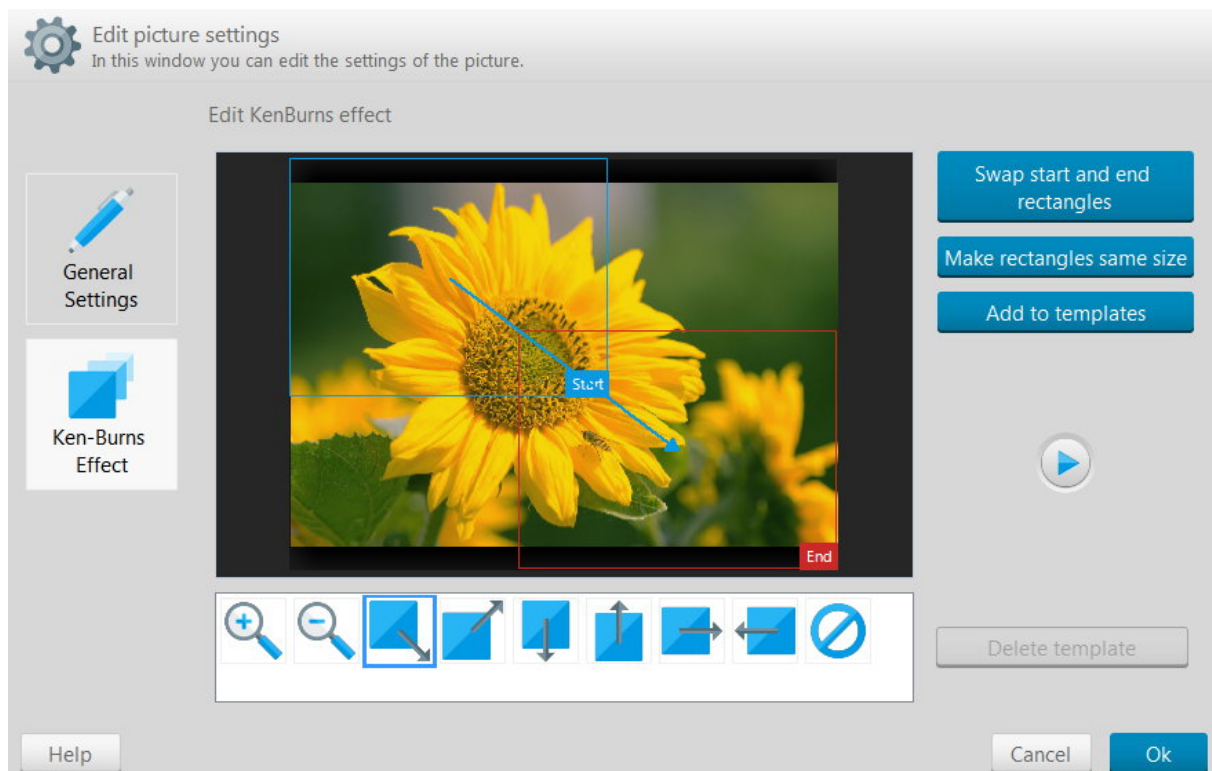 Edit picture settings
In this window you can edit the settings of the picture.
Edit KenBurns effect
General
Settings
Ken-Burns
Effect
Start
End
Swap start and end
rectangles
Make rectangles same size
Add to templates
Delete template
Help
Cancel
Ok